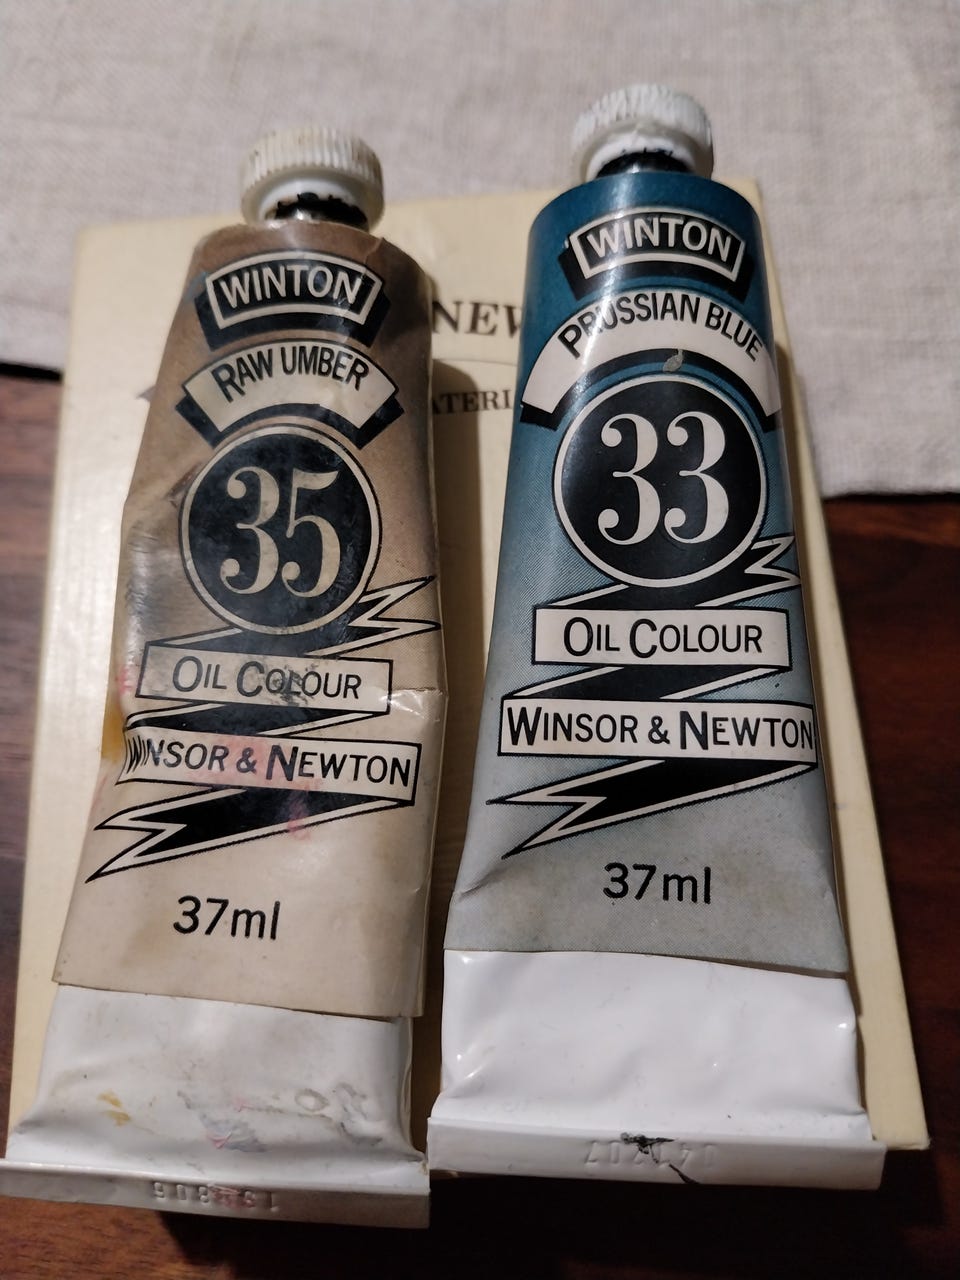 WINTON
RAW UMBER
35
OIL COLOUR
WINSOR & NEWTON
37ml
WINTON
PRUSSIAN BLUE
33
OIL COLOUR
WINSOR & NEWTON
37ml